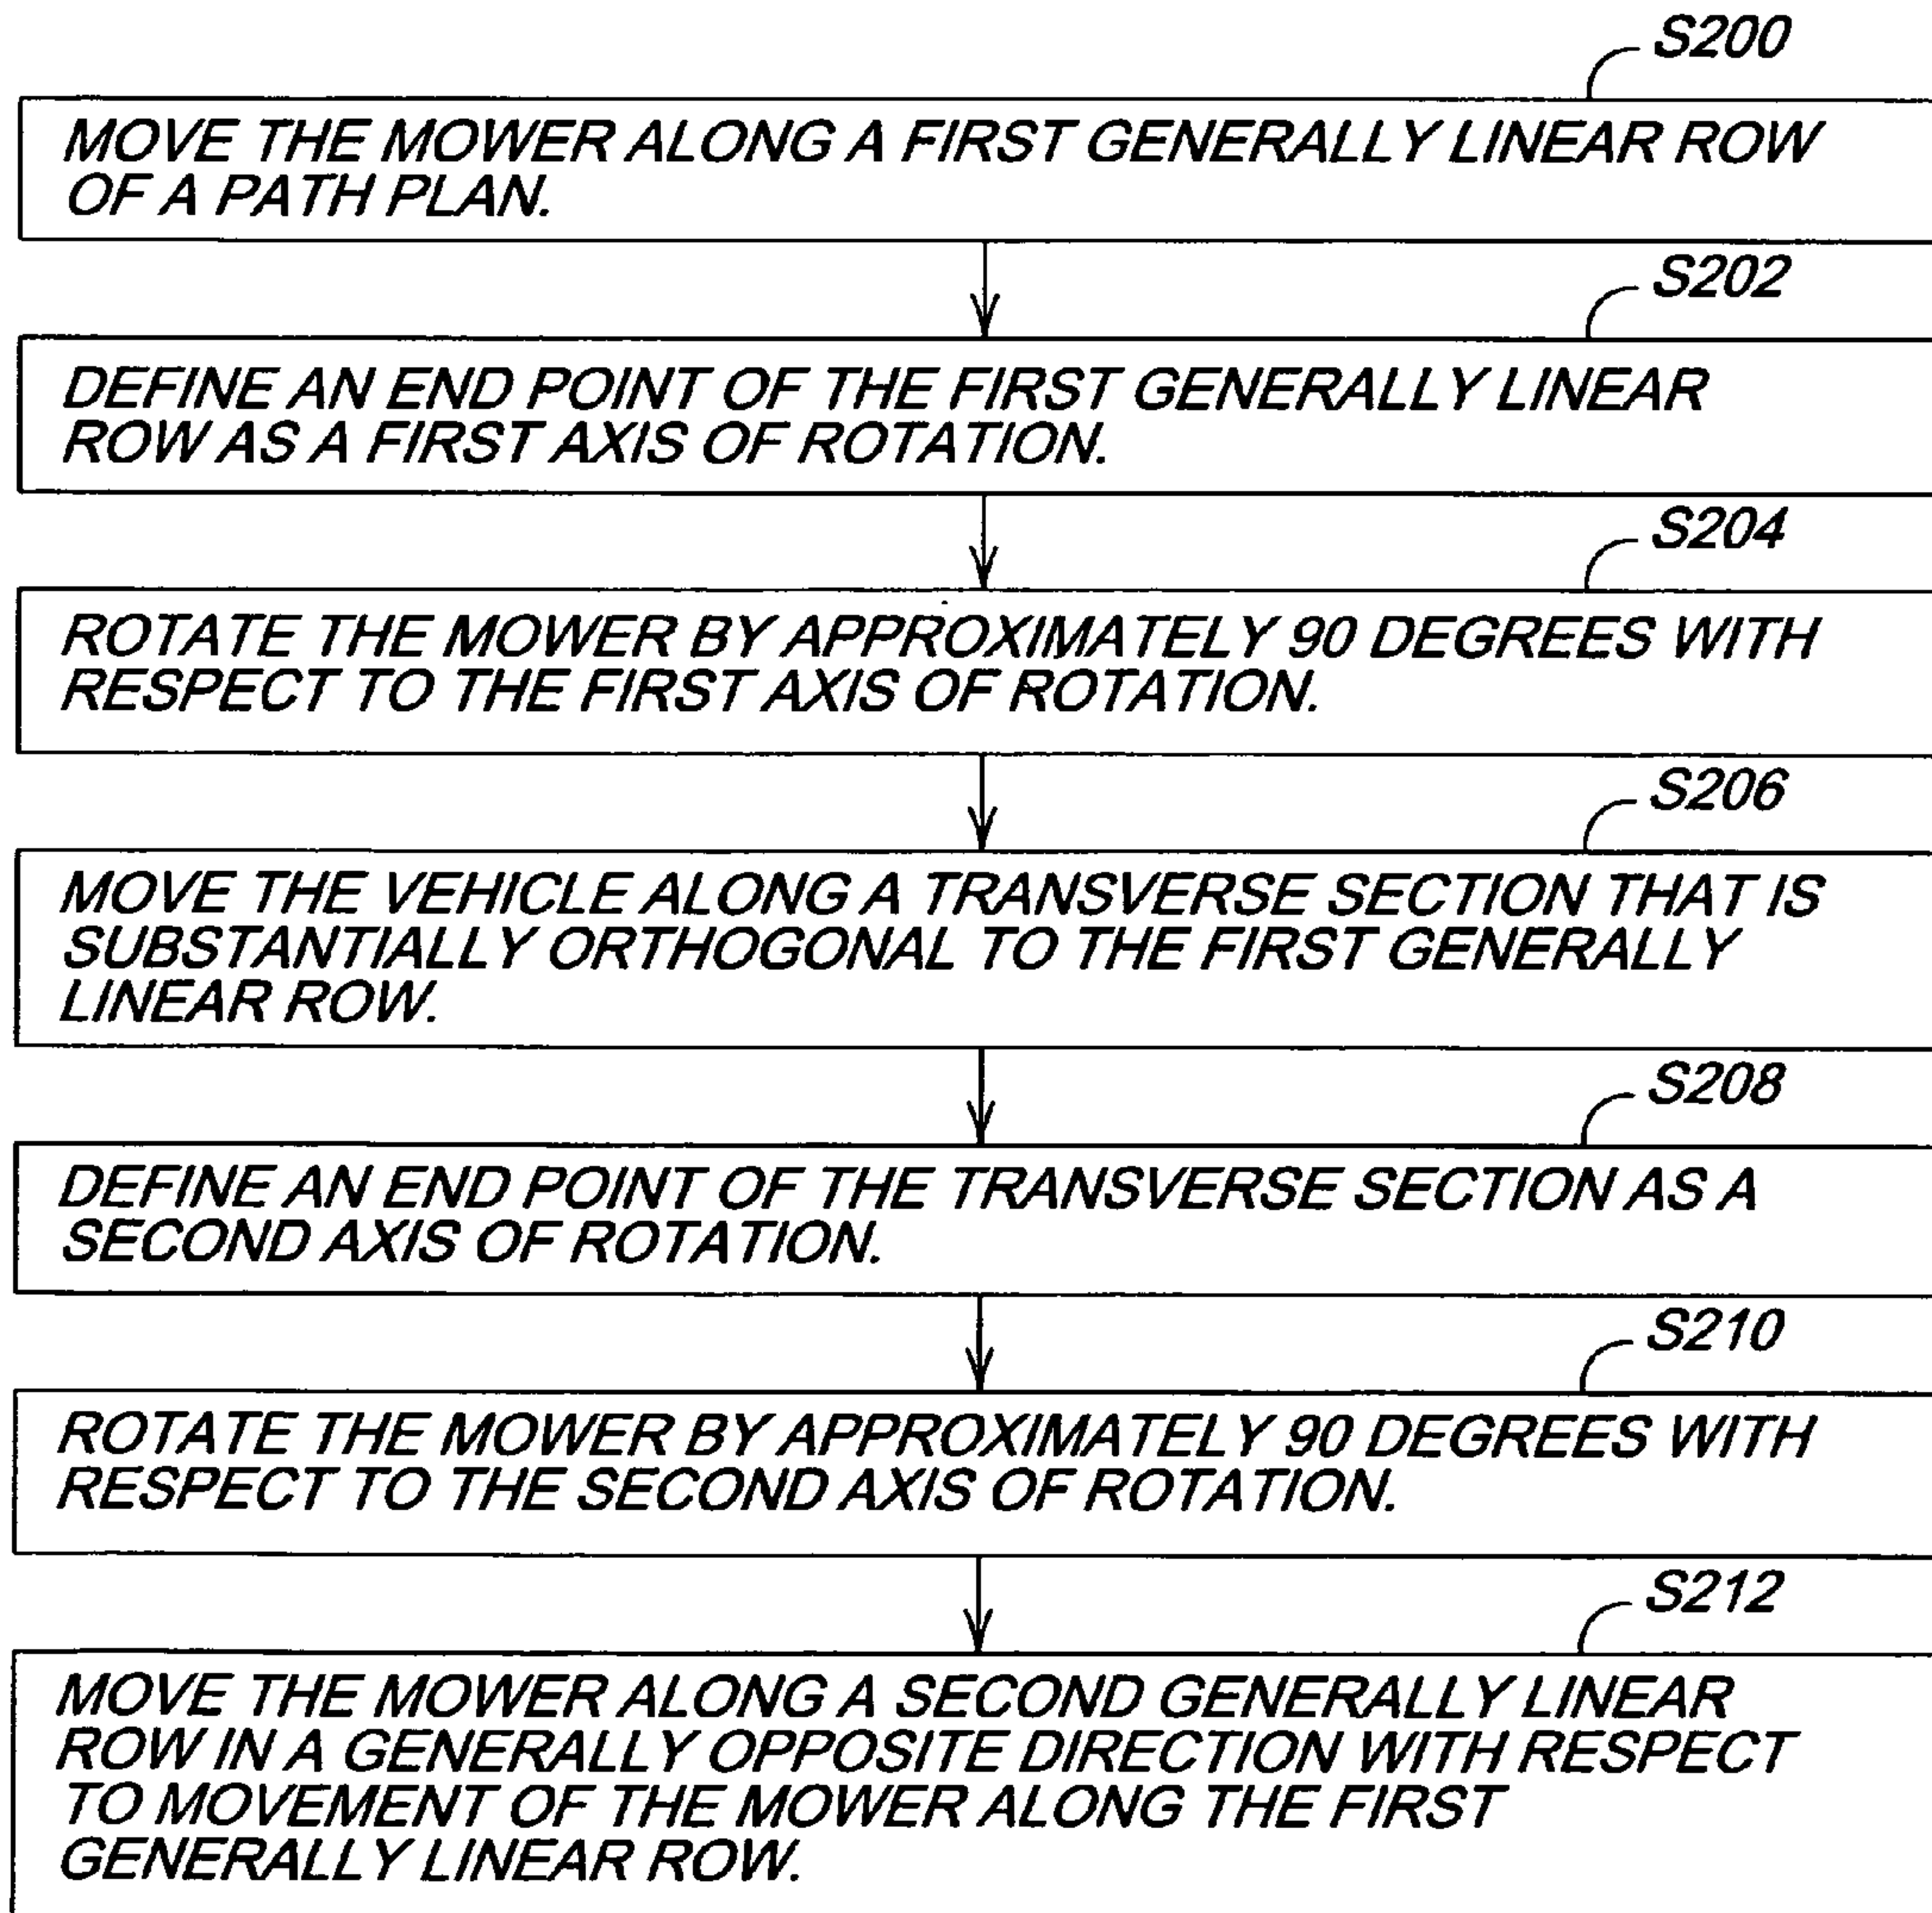 S200
MOVE THE MOWER ALONG A FIRST GENERALLY LINEAR ROW
OF A PATH PLAN.
S202
DEFINE AN END POINT OF THE FIRST GENERALLY LINEAR
ROW AS A FIRST AXIS OF ROTATION.
S204
ROTATE THE MOWER BY APPROXIMATELY 90 DEGREES WITH
RESPECT TO THE FIRST AXIS OF ROTATION.
S206
MOVE THE VEHICLE ALONG A TRANSVERSE SECTION THAT IS
SUBSTANTIALLY ORTHOGONAL TO THE FIRST GENERALLY
LINEAR ROW.
S208
DEFINE AN END POINT OF THE TRANSVERSE SECTION AS A
SECOND AXIS OF ROTATION.
S210
ROTATE THE MOWER BY APPROXIMATELY 90 DEGREES WITH
RESPECT TO THE SECOND AXIS OF ROTATION.
S212
MOVE THE MOWER ALONG A SECOND GENERALLY LINEAR
ROW IN A GENERALLY OPPOSITE DIRECTION WITH RESPECT
TO MOVEMENT OF THE MOWER ALONG THE FIRST
GENERALLY LINEAR ROW.